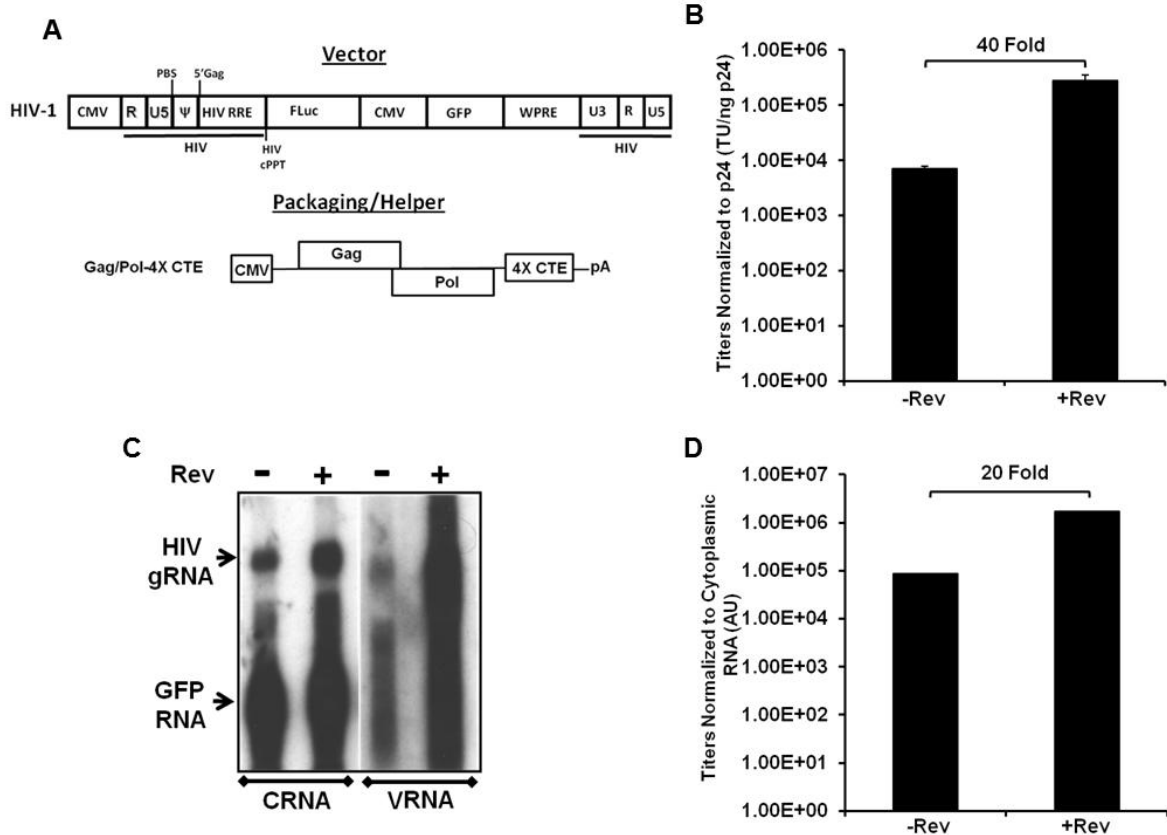 A
Vector
PBS 5'Gag
HIV-1 CMV R U5 Ψ HIV RRE FLuc CMV GFP WPRE U3 R U5
HIV HIV cPPT HIV
Packaging/Helper
Gag/Pol-4X CTE CMV Gag Pol 4X CTE pA
B
Titers Normalized to p24 (TU/ng p24)
1.00E+06
1.00E+05
1.00E+04
1.00E+03
1.00E+02
1.00E+01
1.00E+00
40 Fold
-Rev +Rev
C
Rev - + - +
HIV
gRNA
GFP
RNA
CRNA VRNA
D
Titers Normalized to Cytoplasmic
RNA (AU)
1.00E+07
1.00E+06
1.00E+05
1.00E+04
1.00E+03
1.00E+02
1.00E+01
1.00E+00
20 Fold
-Rev +Rev